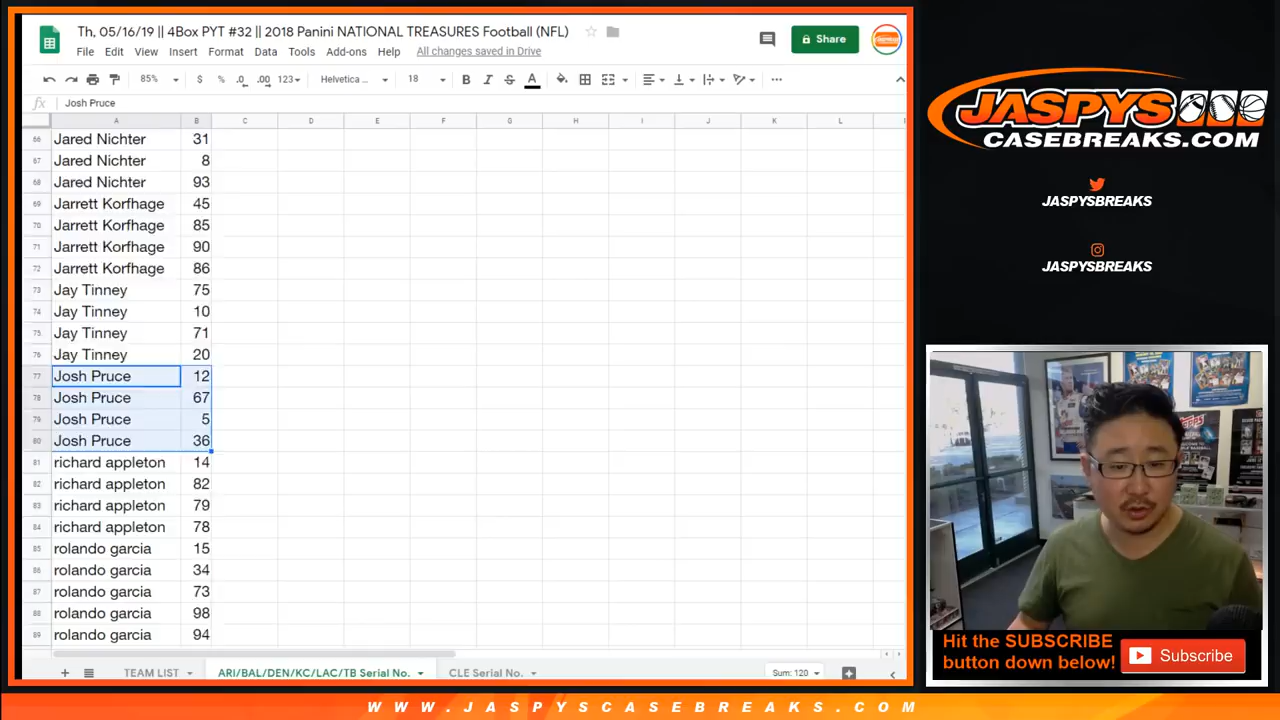 Th, 05/16/19 || 4Box PYT #32 || 2018 Panini NATIONAL TREASURES Football (NFL)
File Edit View Insert Format Data Tools Add-ons Help All changes saved in Drive
Share
85% $ % .0 .00 123 Helvetica ... 18 B I S A
fx Josh Pruce
A B C D E F G H I J K L
66 Jared Nichter 31
67 Jared Nichter 8
68 Jared Nichter 93
69 Jarrett Korfhage 45
70 Jarrett Korfhage 85
71 Jarrett Korfhage 90
72 Jarrett Korfhage 86
73 Jay Tinney 75
74 Jay Tinney 10
75 Jay Tinney 71
76 Jay Tinney 20
77 Josh Pruce 12
78 Josh Pruce 67
79 Josh Pruce 5
80 Josh Pruce 36
81 richard appleton 14
82 richard appleton 82
83 richard appleton 79
84 richard appleton 78
85 rolando garcia 15
86 rolando garcia 34
87 rolando garcia 73
88 rolando garcia 98
89 rolando garcia 94
TEAM LIST ARI/BAL/DEN/KC/LAC/TB Serial No. CLE Serial No. Sum: 120
JASPYS
CASEBREAKS.COM
JASPYSBREAKS
JASPYSBREAKS
Topps
Hit the SUBSCRIBE
button down below!
Subscribe
WWW.JASPYSCASEBREAKS.COM